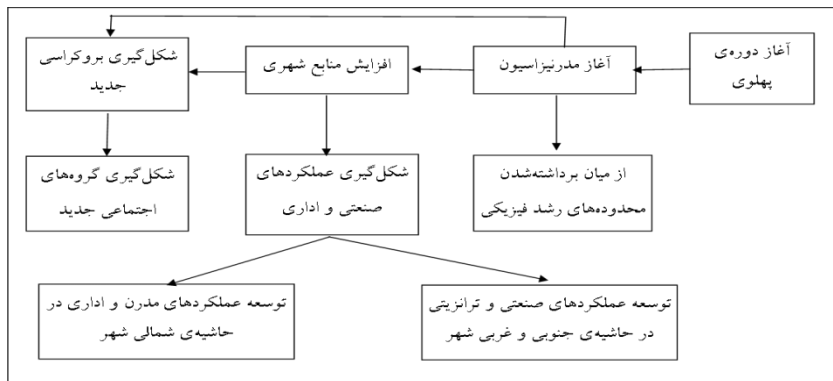 آغاز دوره‌ی
پهلوی
آغاز مدرنیزاسیون
افزایش منابع شهری
شکل‌گیری بروکراسی
جدید
از میان برداشته‌شدن
محدوده‌های رشد فیزیکی
شکل‌گیری عملکردهای
صنعتی و اداری
شکل‌گیری گروه‌های
اجتماعی جدید
توسعه عملکردهای صنعتی و ترانزیتی
در حاشیه‌ی جنوبی و غربی شهر
توسعه عملکردهای مدرن و اداری در
حاشیه‌ی شمالی شهر